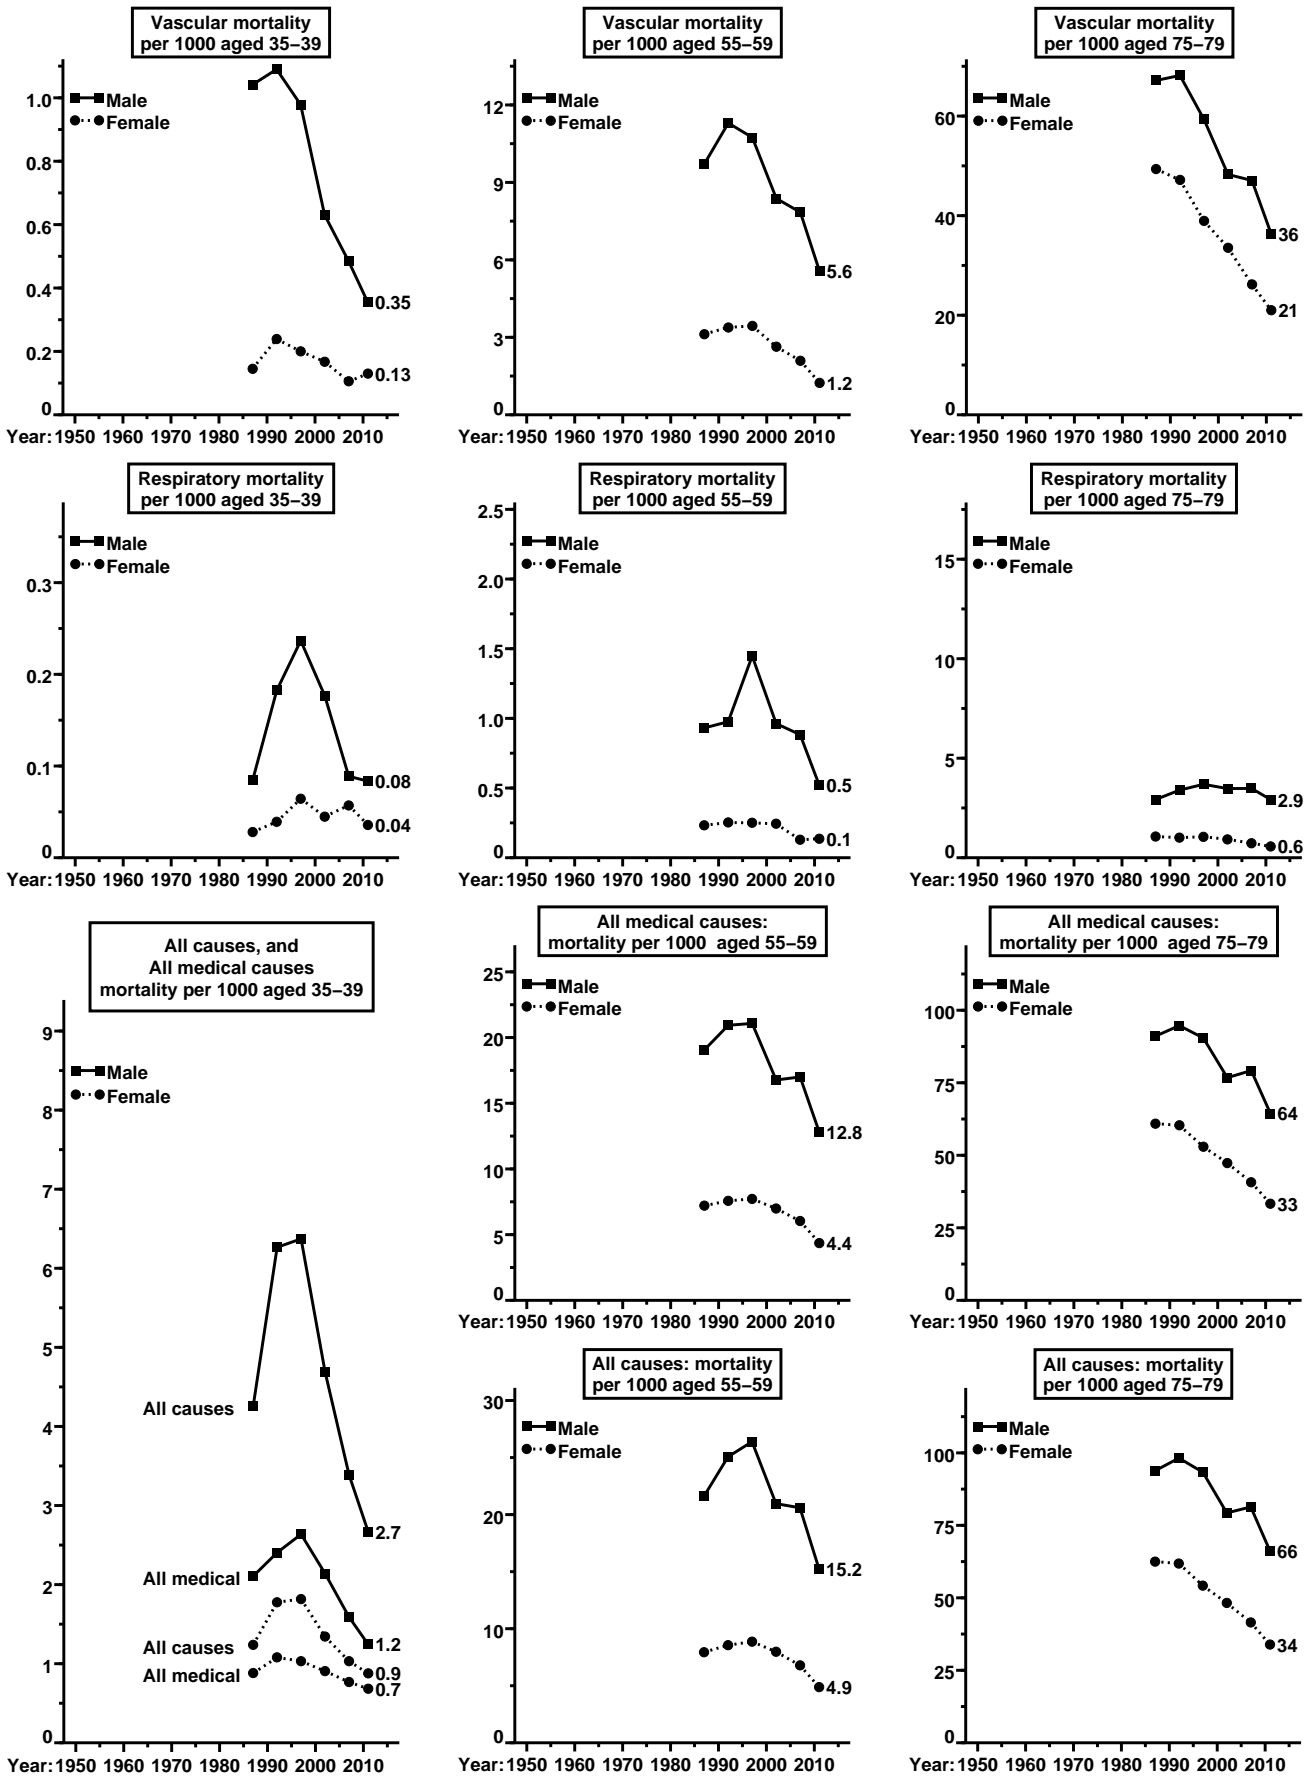 Vascular mortality
per 1000 aged 35–39
1.0
0.8
0.6
0.4
0.2
0
Male
Female
0.35
0.13
Year: 1950 1960 1970 1980 1990 2000 2010
Vascular mortality
per 1000 aged 55–59
12
9
6
3
0
Male
Female
5.6
1.2
Year: 1950 1960 1970 1980 1990 2000 2010
Vascular mortality
per 1000 aged 75–79
60
40
20
0
Male
Female
36
21
Year: 1950 1960 1970 1980 1990 2000 2010
Respiratory mortality
per 1000 aged 35–39
0.3
0.2
0.1
0
Male
Female
0.08
0.04
Year: 1950 1960 1970 1980 1990 2000 2010
Respiratory mortality
per 1000 aged 55–59
2.5
2.0
1.5
1.0
0.5
0
Male
Female
0.5
0.1
Year: 1950 1960 1970 1980 1990 2000 2010
Respiratory mortality
per 1000 aged 75–79
15
10
5
0
Male
Female
2.9
0.6
Year: 1950 1960 1970 1980 1990 2000 2010
All causes, and
All medical causes
mortality per 1000 aged 35–39
9
8
7
6
5
4
3
2
1
0
Male
Female
All causes
2.7
All medical
1.2
All causes
0.9
All medical
0.7
Year: 1950 1960 1970 1980 1990 2000 2010
All medical causes:
mortality per 1000 aged 55–59
25
20
15
10
5
0
Male
Female
12.8
4.4
Year: 1950 1960 1970 1980 1990 2000 2010
All medical causes:
mortality per 1000 aged 75–79
100
75
50
25
0
Male
Female
64
33
Year: 1950 1960 1970 1980 1990 2000 2010
All causes: mortality
per 1000 aged 55–59
30
20
10
0
Male
Female
15.2
4.9
Year: 1950 1960 1970 1980 1990 2000 2010
All causes: mortality
per 1000 aged 75–79
100
75
50
25
0
Male
Female
66
34
Year: 1950 1960 1970 1980 1990 2000 2010